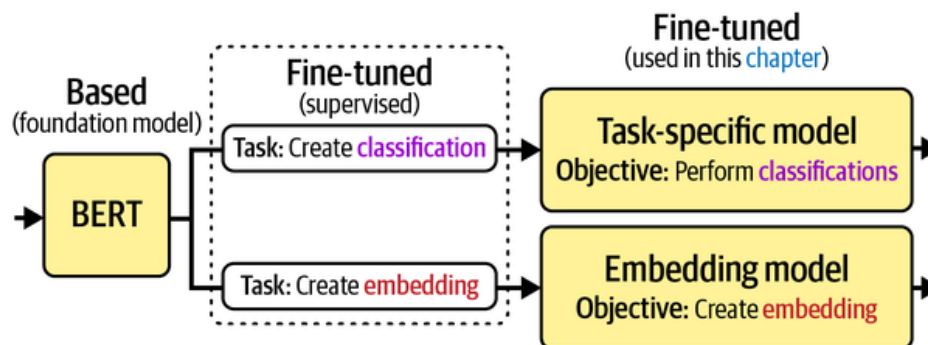 Based
(foundation model)
BERT
Fine-tuned
(supervised)
Task: Create classification
Task: Create embedding
Fine-tuned
(used in this chapter)
Task-specific model
Objective: Perform classifications
Embedding model
Objective: Create embedding